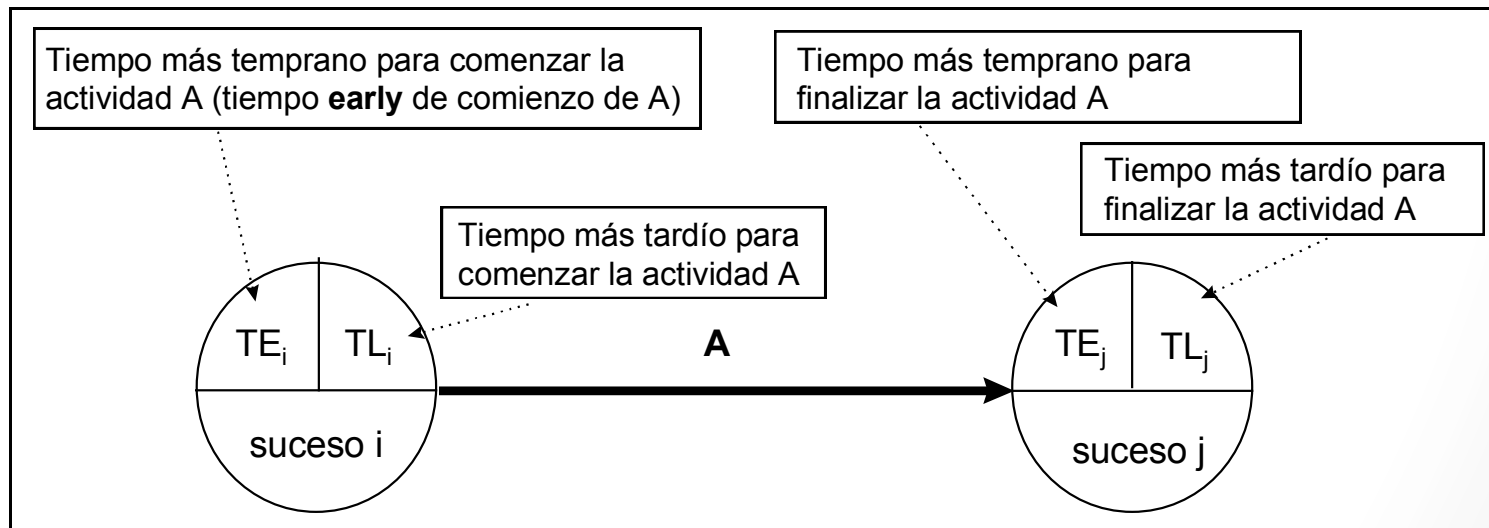 Tiempo más temprano para comenzar la
actividad A (tiempo early de comienzo de A)
Tiempo más temprano para
finalizar la actividad A
Tiempo más tardío para
finalizar la actividad A
Tiempo más tardío para
comenzar la actividad A
TEi TLi
A
TEj TLj
suceso i
suceso j